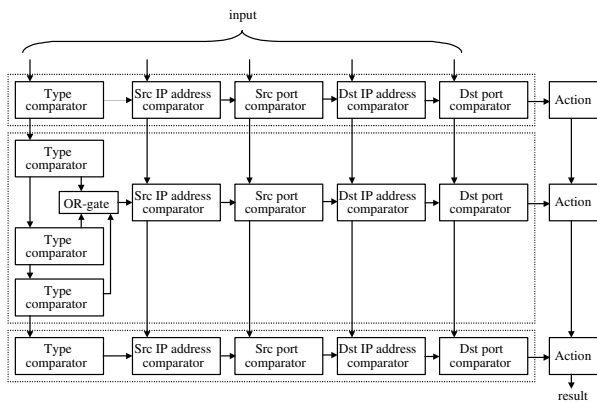 input
Type
comparator
Src IP address
comparator
Src port
comparator
Dst IP address
comparator
Dst port
comparator
Action
Type
comparator
OR-gate
Src IP address
comparator
Src port
comparator
Dst IP address
comparator
Dst port
comparator
Action
Type
comparator
Type
comparator
Type
comparator
Src IP address
comparator
Src port
comparator
Dst IP address
comparator
Dst port
comparator
Action
result